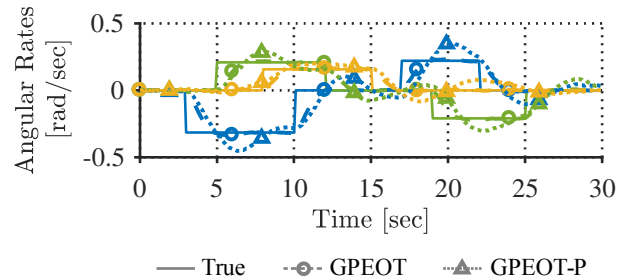 Angular Rates
[rad/sec]
0.5
0
-0.5
0 5 10 15 20 25 30
Time [sec]
True GPEOT GPEOT-P